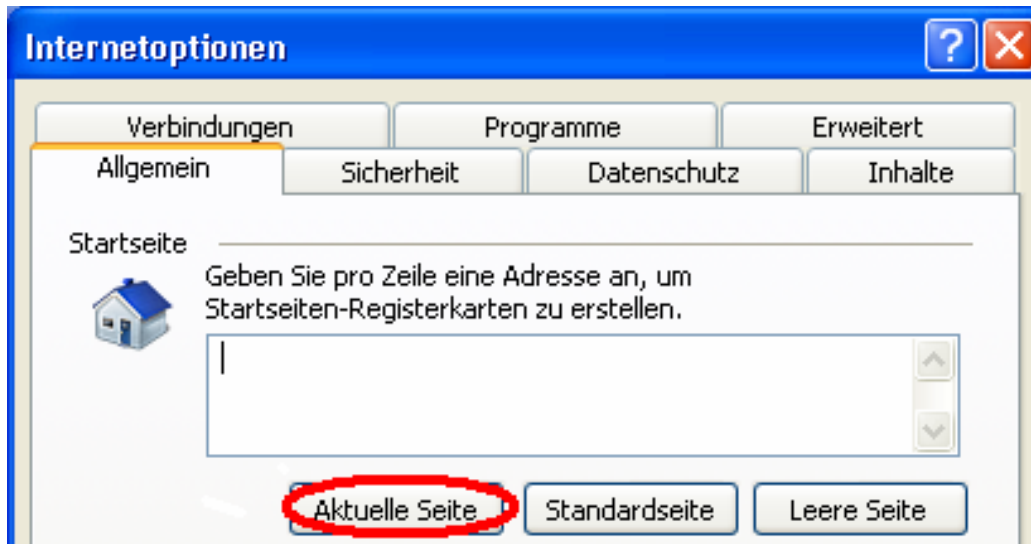 Internetoptionen
Verbindungen Programme Erweitert
Allgemein Sicherheit Datenschutz Inhalte
Startseite
Geben Sie pro Zeile eine Adresse an, um
Startseiten-Registerkarten zu erstellen.
Aktuelle Seite Standardseite Leere Seite